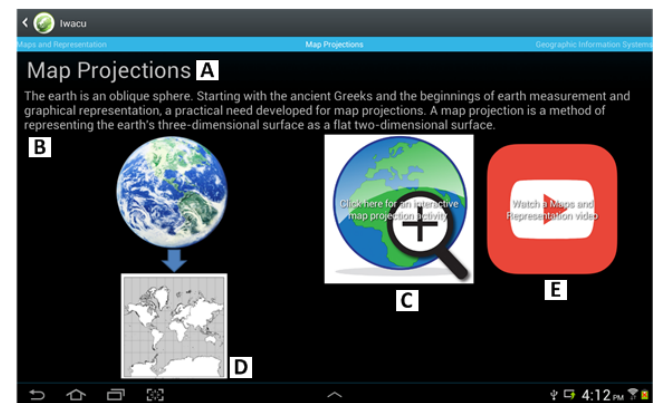 Iwacu
Maps and Representation
Map Projections
Geographic Information Systems
Map Projections A
The earth is an oblique sphere. Starting with the ancient Greeks and the beginnings of earth measurement and
graphical representation, a practical need developed for map projections. A map projection is a method of
representing the earth's three-dimensional surface as a flat two-dimensional surface.
B
Click here for an interactive
map projection activity
Watch a Maps and
Representation video
C
E
D
4:12 PM